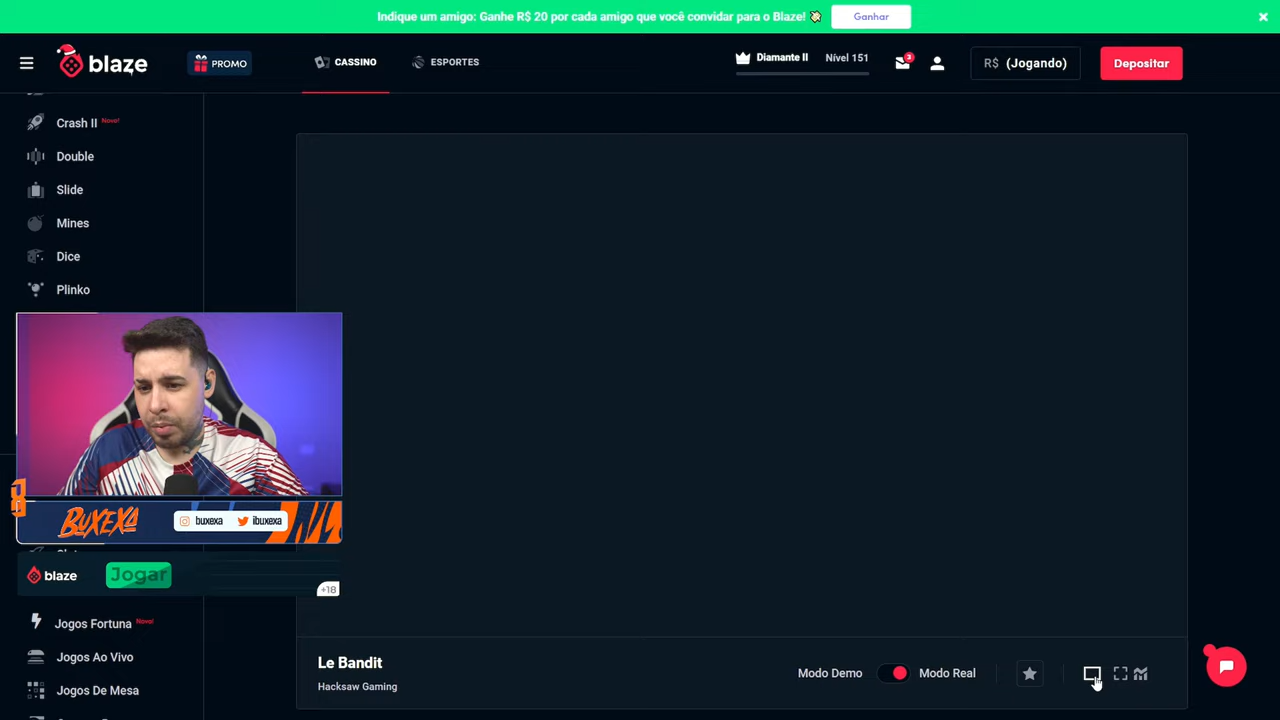 Indique um amigo: Ganhe R$ 20 por cada amigo que você convidar para o Blaze!
Ganhar
blaze
PROMO
CASSINO
ESPORTES
Diamante II
Nível 151
3
R$ (Jogando)
Depositar
Crash II Novo!
Double
Slide
Mines
Dice
Plinko
BUXEXA
buxexa
ibuxexa
blaze
Jogar
+18
Jogos Fortuna Novo!
Jogos Ao Vivo
Jogos De Mesa
Le Bandit
Hacksaw Gaming
Modo Demo
Modo Real